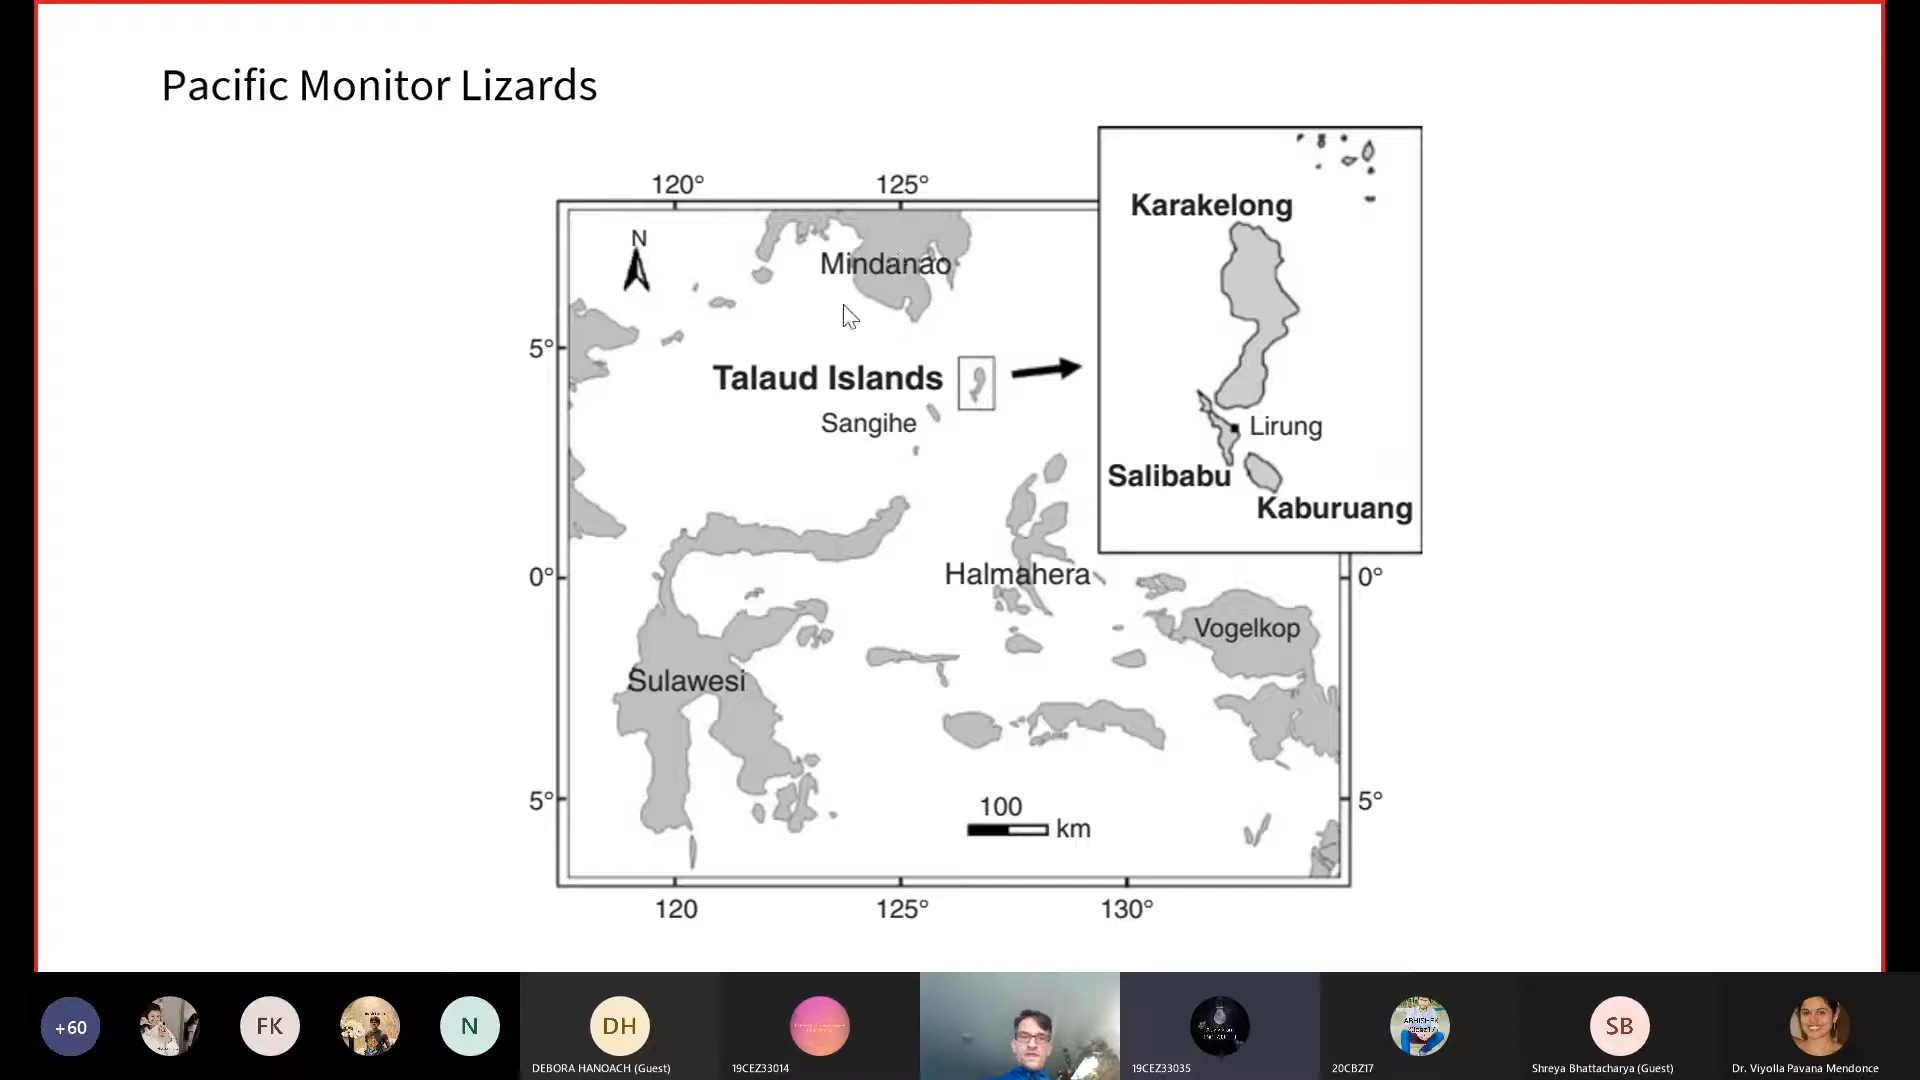 Pacific Monitor Lizards
120°
125°
N
Mindanao
Karakelong
5°
Talaud Islands
Sangihe
Lirung
Salibabu
Kaburuang
0°
Halmahera
0°
Vogelkop
Sulawesi
5°
100
km
5°
120
125°
130°
+60
FK
N
DH
DEBORA HANOACH (Guest)
19CEZ33014
19CEZ33035
ABHISHEK
20CBZ17
20CBZ17
SB
Shreya Bhattacharya (Guest)
Dr. Viyolla Pavana Mendonce